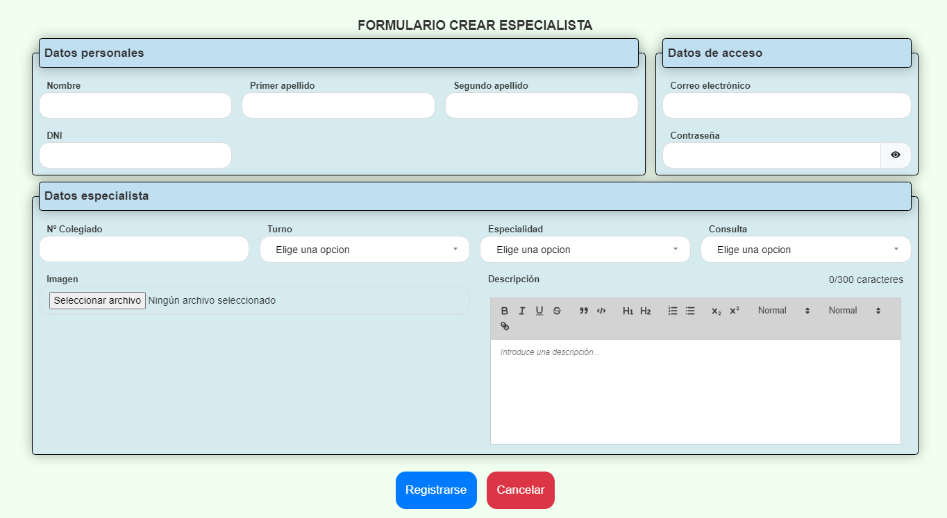 FORMULARIO CREAR ESPECIALISTA
Datos personales
Nombre Primer apellido Segundo apellido
DNI
Datos de acceso
Correo electrónico
Contraseña
Datos especialista
Nº Colegiado Turno Especialidad Consulta
Elige una opcion Elige una opcion Elige una opcion
Imagen
Seleccionar archivo Ningún archivo seleccionado
Descripción 0/300 caracteres
B I U S H1 H2 x₂ x² Normal Normal
Introduce una descripción...
Registrarse Cancelar